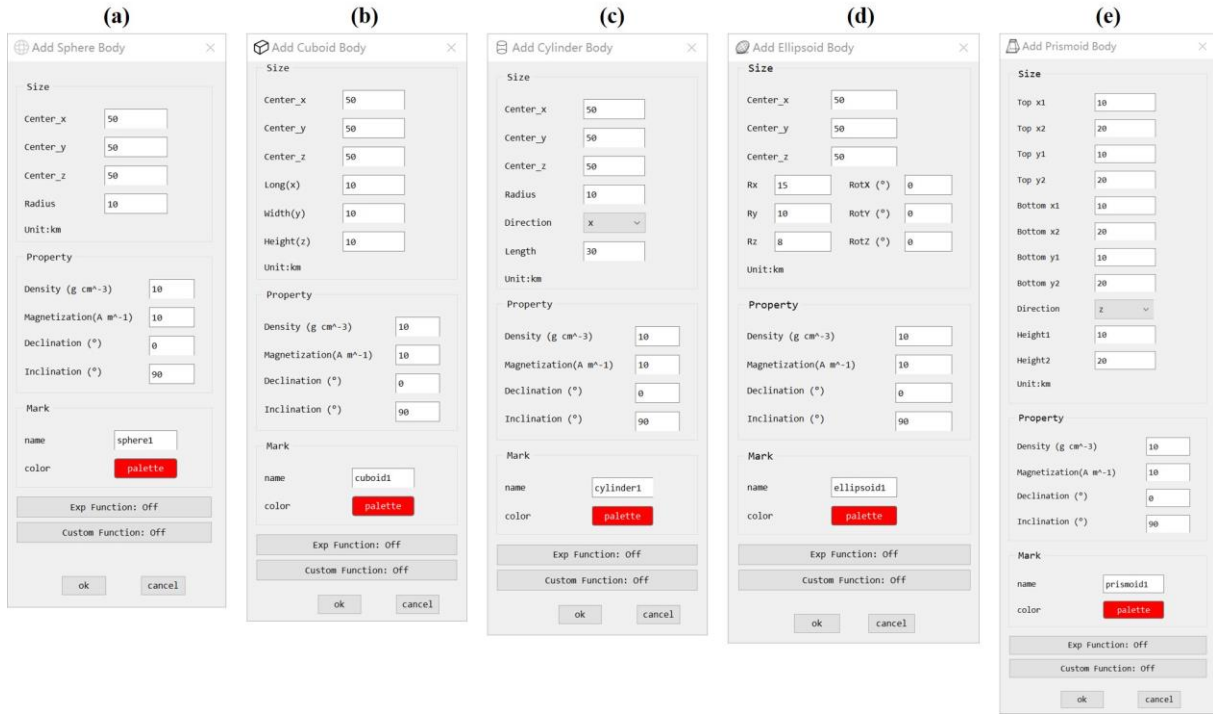 (a)
Add Sphere Body
Size
Center_x 50
Center_y 50
Center_z 50
Radius 10
Unit:km
Property
Density (g cm^-3) 10
Magnetization(A m^-1) 10
Declination (°) 0
Inclination (°) 90
Mark
name sphere1
color palette
Exp Function: Off
Custom Function: Off
ok cancel
(b)
Add Cuboid Body
Size
Center_x 50
Center_y 50
Center_z 50
Long(x) 10
Width(y) 10
Height(z) 10
Unit:km
Property
Density (g cm^-3) 10
Magnetization(A m^-1) 10
Declination (°) 0
Inclination (°) 90
Mark
name cuboid1
color palette
Exp Function: Off
Custom Function: Off
ok cancel
(c)
Add Cylinder Body
Size
Center_x 50
Center_y 50
Center_z 50
Radius 10
Direction x
Length 30
Unit:km
Property
Density (g cm^-3) 10
Magnetization(A m^-1) 10
Declination (°) 0
Inclination (°) 90
Mark
name cylinder1
color palette
Exp Function: Off
Custom Function: Off
ok cancel
(d)
Add Ellipsoid Body
Size
Center_x 50
Center_y 50
Center_z 50
Rx 15 RotX (°) 0
Ry 10 RotY (°) 0
Rz 8 RotZ (°) 0
Unit:km
Property
Density (g cm^-3) 10
Magnetization(A m^-1) 10
Declination (°) 0
Inclination (°) 90
Mark
name ellipsoid1
color palette
Exp Function: Off
Custom Function: Off
ok cancel
(e)
Add Prismoid Body
Size
Top x1 10
Top x2 20
Top y1 10
Top y2 20
Bottom x1 10
Bottom x2 20
Bottom y1 10
Bottom y2 20
Direction z
Height1 10
Height2 20
Unit:km
Property
Density (g cm^-3) 10
Magnetization(A m^-1) 10
Declination (°) 0
Inclination (°) 90
Mark
name prismoid1
color palette
Exp Function: Off
Custom Function: Off
ok cancel